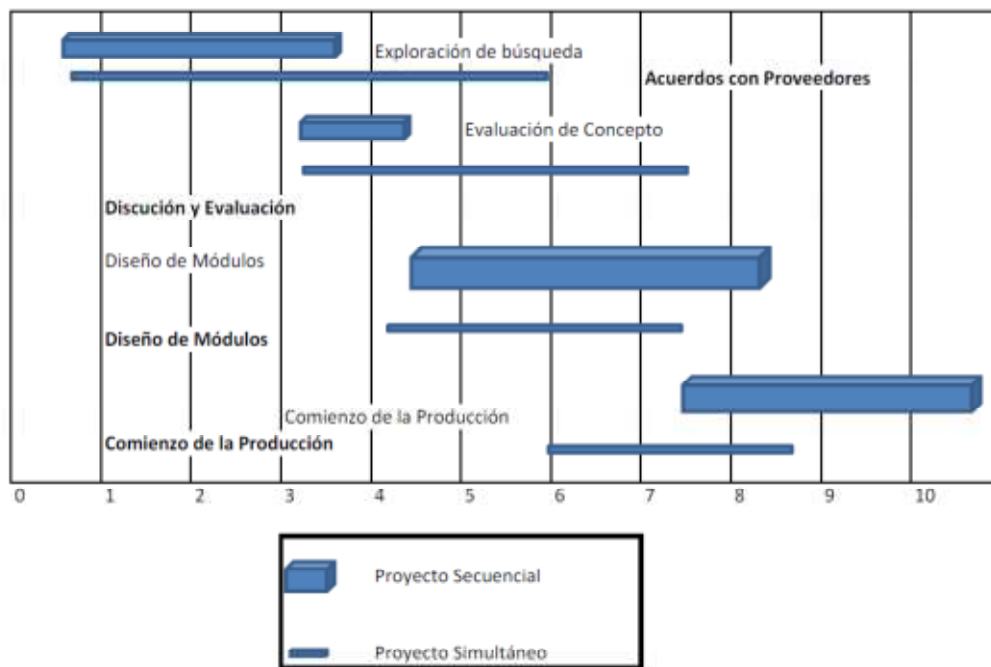 Exploración de búsqueda
Acuerdos con Proveedores
Evaluación de Concepto
Discución y Evaluación
Diseño de Módulos
Diseño de Módulos
Comienzo de la Producción
Comienzo de la Producción
0 1 2 3 4 5 6 7 8 9 10
Proyecto Secuencial
Proyecto Simultáneo